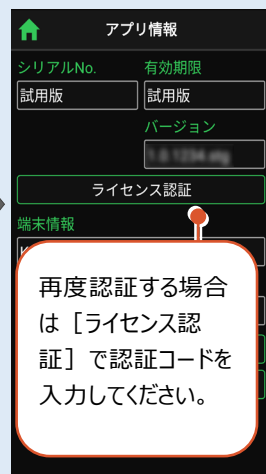 アプリ情報
シリアルNo. 有効期限
試用版 試用版
バージョン
ライセンス認証
端末情報
再度認証する場合
は［ライセンス認
証］で認証コードを
入力してください。